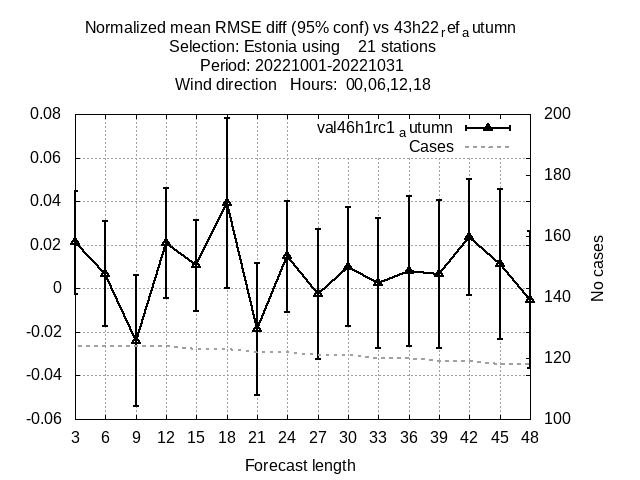 Normalized mean RMSE diff (95% conf) vs 43h22refautumn
Selection: Estonia using 21 stations
Period: 20221001-20221031
Wind direction Hours: 00,06,12,18
val46h1rc1autumn
Cases
0.08
0.06
0.04
0.02
0
-0.02
-0.04
-0.06
200
180
160
140
120
100
No cases
3 6 9 12 15 18 21 24 27 30 33 36 39 42 45 48
Forecast length